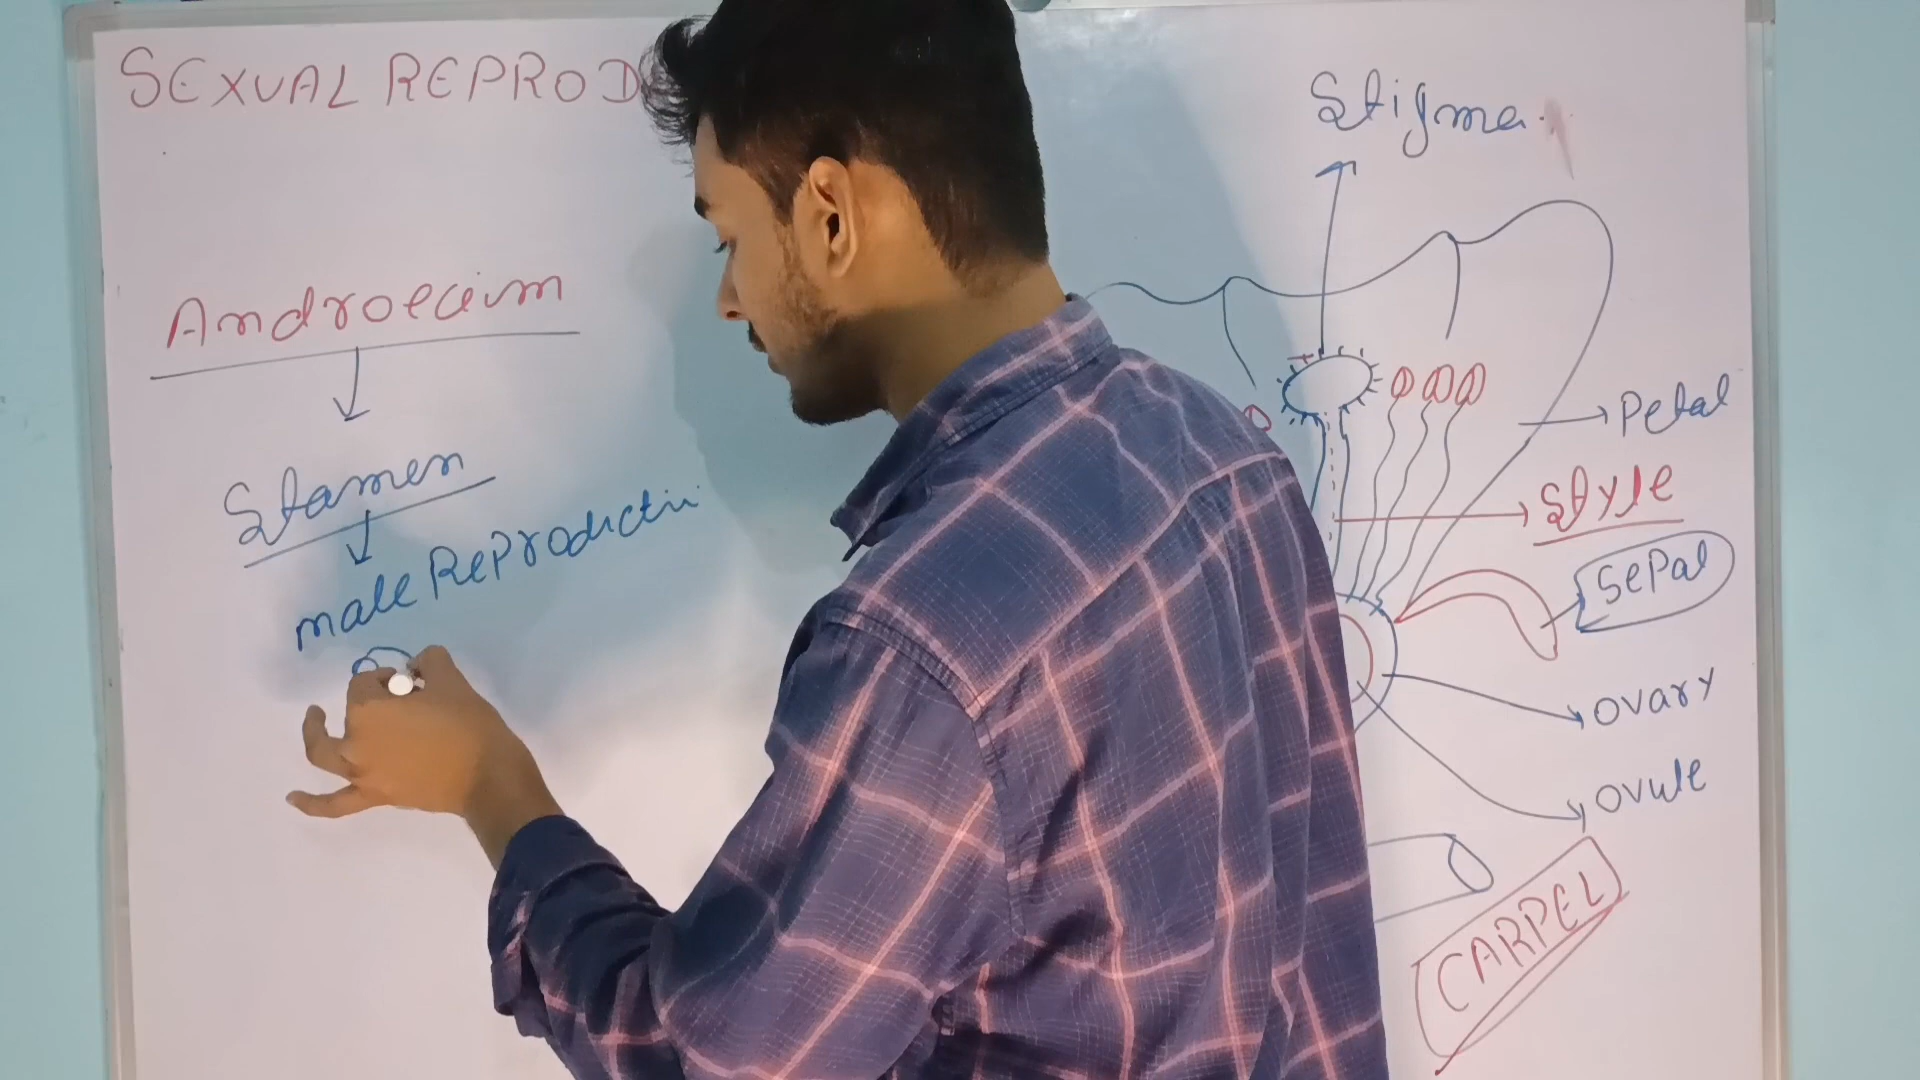 SEXUAL REPROD
Androecium
Stamen
male Reproducti
Stigma
Petal
Style
Sepal
ovary
ovule
CARPEL